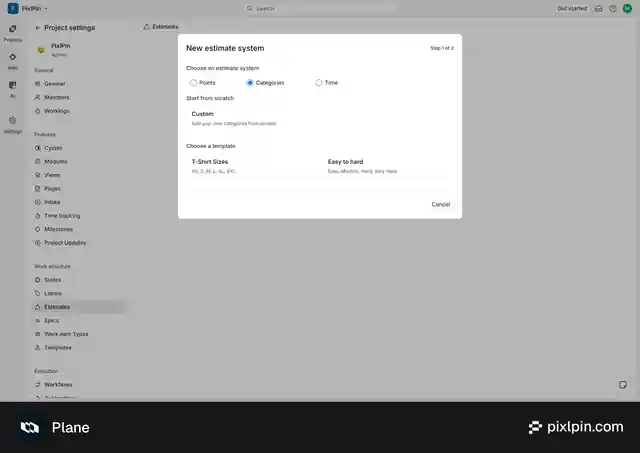 PixlPin
Search
Get started
M
Projects
Wiki
AI
Settings
Project settings
PixlPin
General
General
Members
Worklogs
Features
Cycles
Modules
Views
Pages
Intake
Time tracking
Milestones
Project Updates
Work structure
States
Labels
Estimates
Epics
Work item Types
Templates
Execution
Workflows
Estimates
New estimate system
Step 1 of 2
Choose an estimate system
Points
Categories
Time
Start from scratch
Custom
Add your own categories from scratch
Choose a template
T-Shirt Sizes
Easy to hard
Easy, Medium, Hard, Very Hard
Cancel
Plane
pixlpin.com